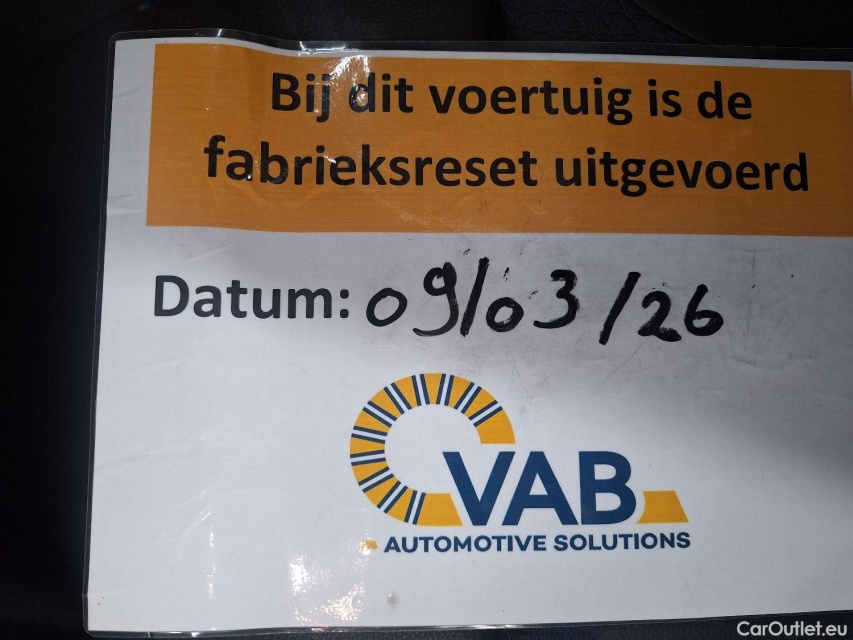 Bij dit voertuig is de
fabrieksreset uitgevoerd
Datum: 09/03/26
VAB
AUTOMOTIVE SOLUTIONS
CarOutlet.eu